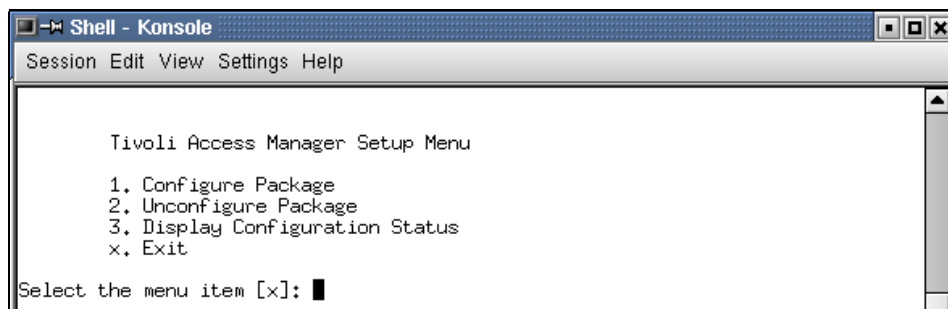 Shell - Konsole
Session Edit View Settings Help
Tivoli Access Manager Setup Menu
1. Configure Package
2. Unconfigure Package
3. Display Configuration Status
x. Exit
Select the menu item [x]: